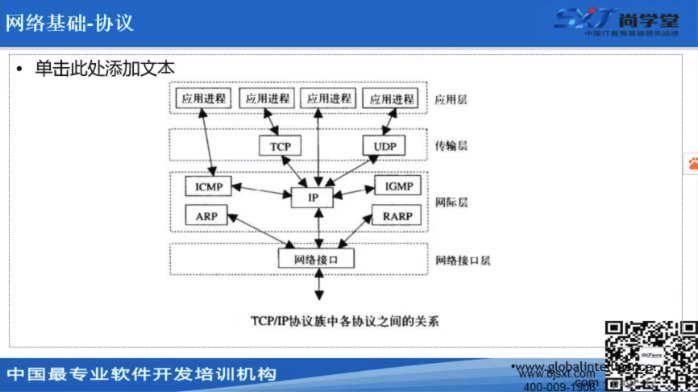 网络基础-协议
SXT 尚学堂
中国IT教育基础领先品牌
• 单击此处添加文本
应用进程 应用进程 应用进程 应用进程 应用层
TCP UDP 传输层
ICMP IP IGMP 网际层
ARP RARP
网络接口 网络接口层
TCP/IP协议族中各协议之间的关系
中国最专业软件开发培训机构
www.bjsxt.com
400-009-1906